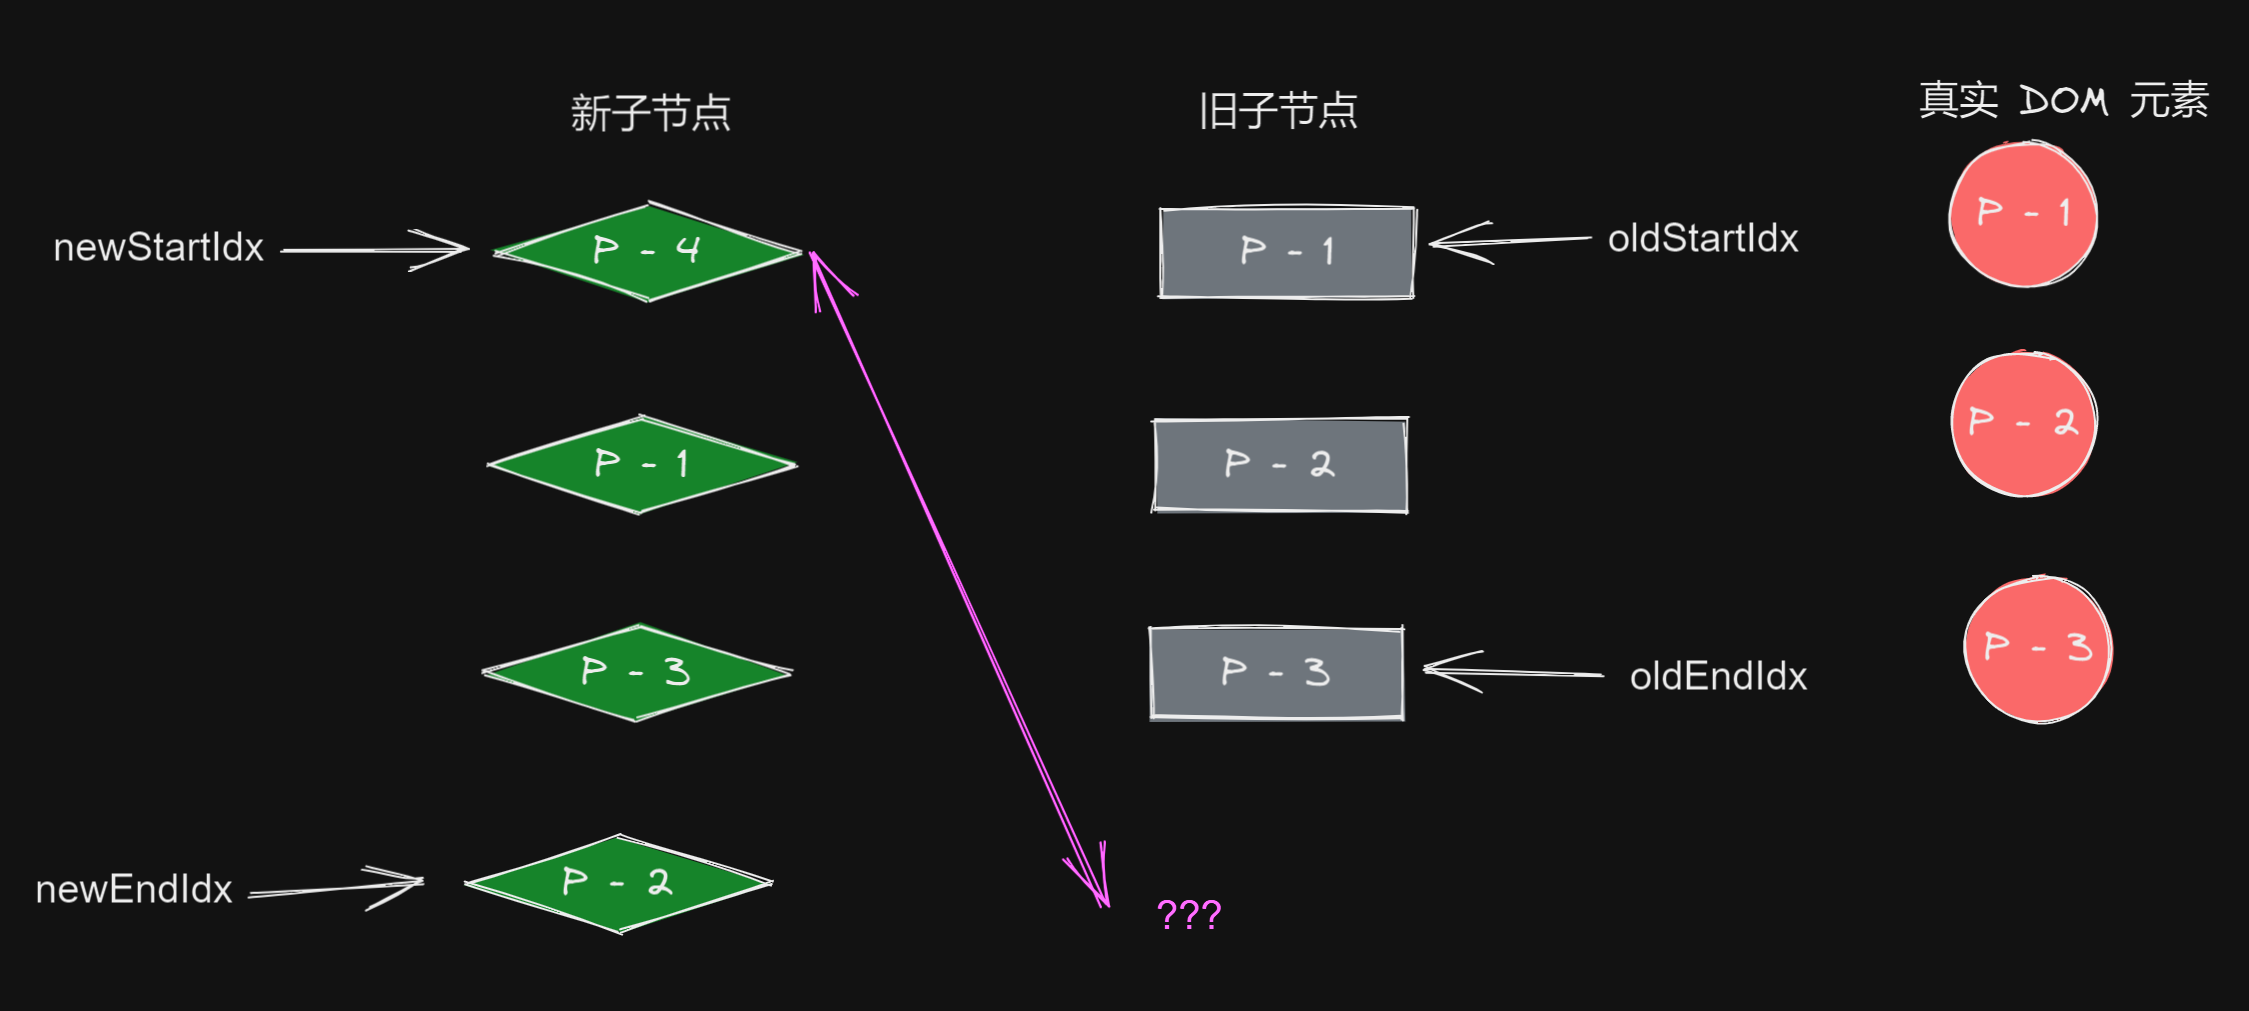 新子节点
旧子节点
真实 DOM 元素
newStartIdx
P - 4
P - 1
oldStartIdx
P - 1
P - 1
P - 2
P - 2
P - 3
P - 3
oldEndIdx
P - 3
newEndIdx
P - 2
???